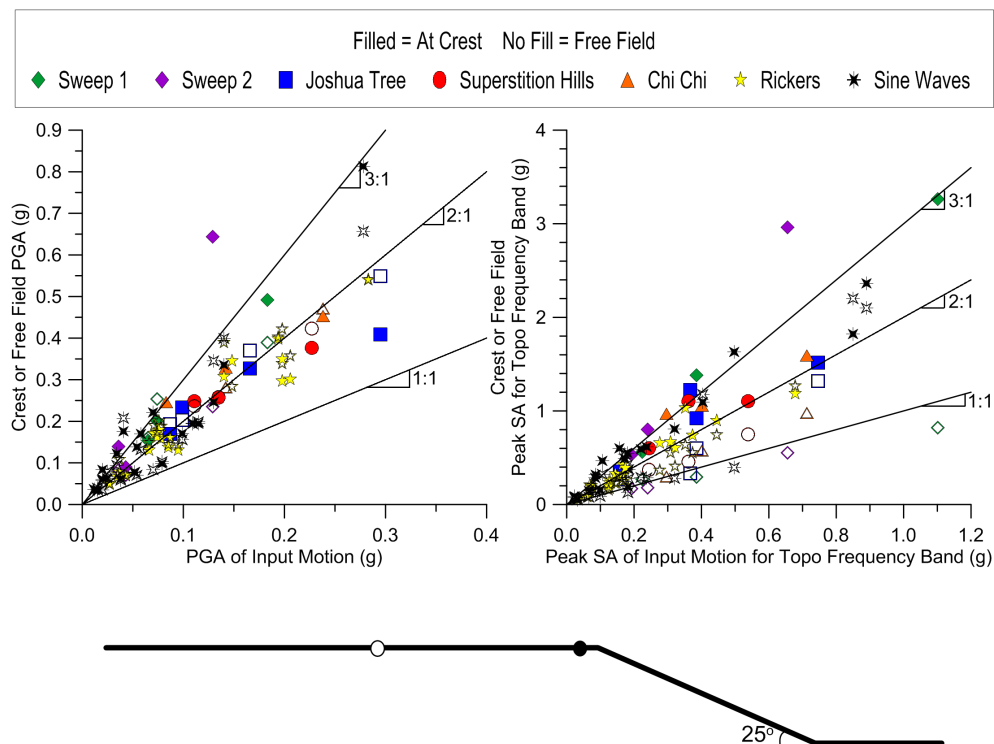 Filled = At Crest No Fill = Free Field
Sweep 1 Sweep 2 Joshua Tree Superstition Hills Chi Chi Rickers Sine Waves
Crest or Free Field PGA (g)
0.9
0.8
0.7
0.6
0.5
0.4
0.3
0.2
0.1
0.0
3:1
2:1
1:1
0.0 0.1 0.2 0.3 0.4
PGA of Input Motion (g)
Crest or Free Field
Peak SA for Topo Frequency Band (g)
4
3
2
1
0
3:1
2:1
1:1
0.0 0.2 0.4 0.6 0.8 1.0 1.2
Peak SA of Input Motion for Topo Frequency Band (g)
25º